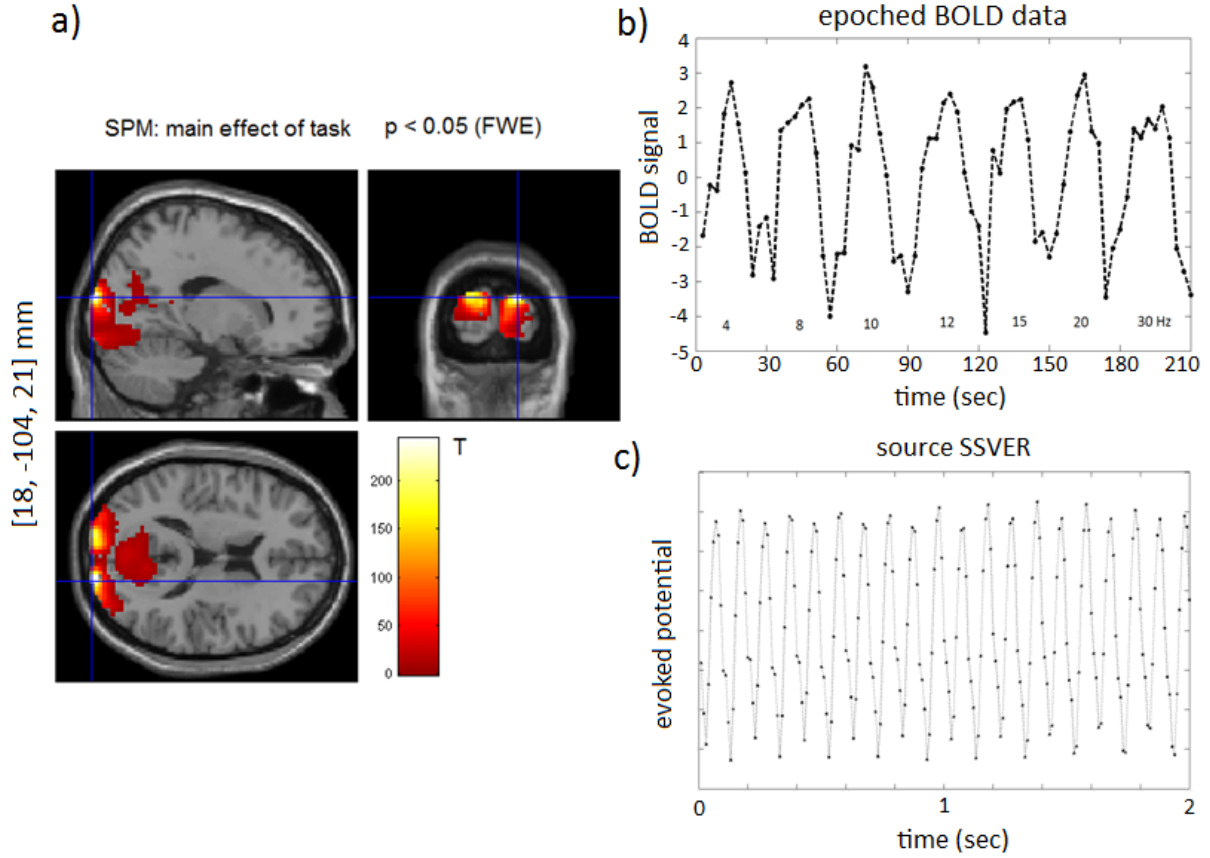 a)
SPM: main effect of task p < 0.05 (FWE)
[18, -104, 21] mm
T
200
150
100
50
0
b)
epoched BOLD data
BOLD signal
4
3
2
1
0
-1
-2
-3
-4
-5
4 8 10 12 15 20 30 Hz
0 30 60 90 120 150 180 210
time (sec)
c)
source SSVER
evoked potential
0 1 2
time (sec)